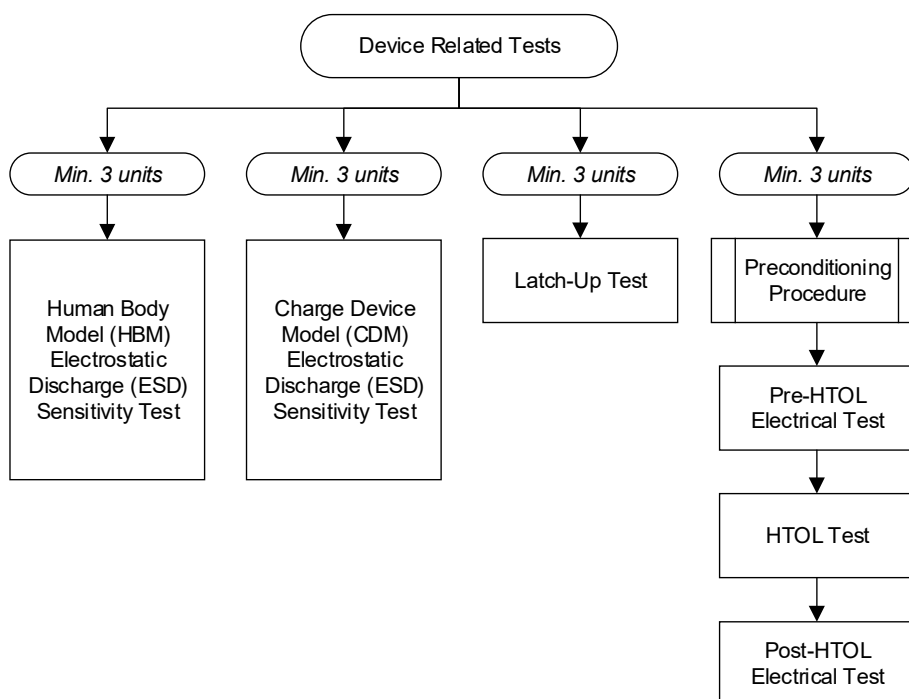 Device Related Tests
Min. 3 units
Min. 3 units
Min. 3 units
Min. 3 units
Human Body
Model (HBM)
Electrostatic
Discharge (ESD)
Sensitivity Test
Charge Device
Model (CDM)
Electrostatic
Discharge (ESD)
Sensitivity Test
Latch-Up Test
Preconditioning
Procedure
Pre-HTOL
Electrical Test
HTOL Test
Post-HTOL
Electrical Test